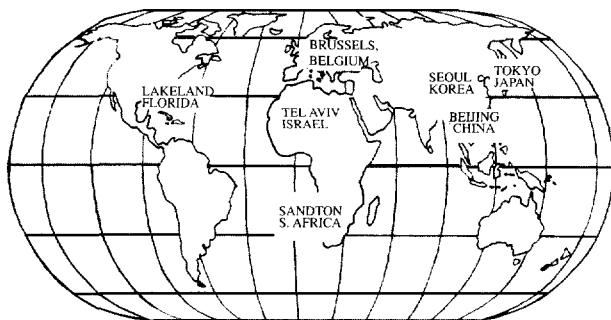 BRUSSELS,
BELGIUM
LAKELAND
FLORIDA
SEOUL
KOREA
TOKYO
JAPAN
TEL AVIV
ISRAEL
BEIJING
CHINA
SANDTON
S. AFRICA